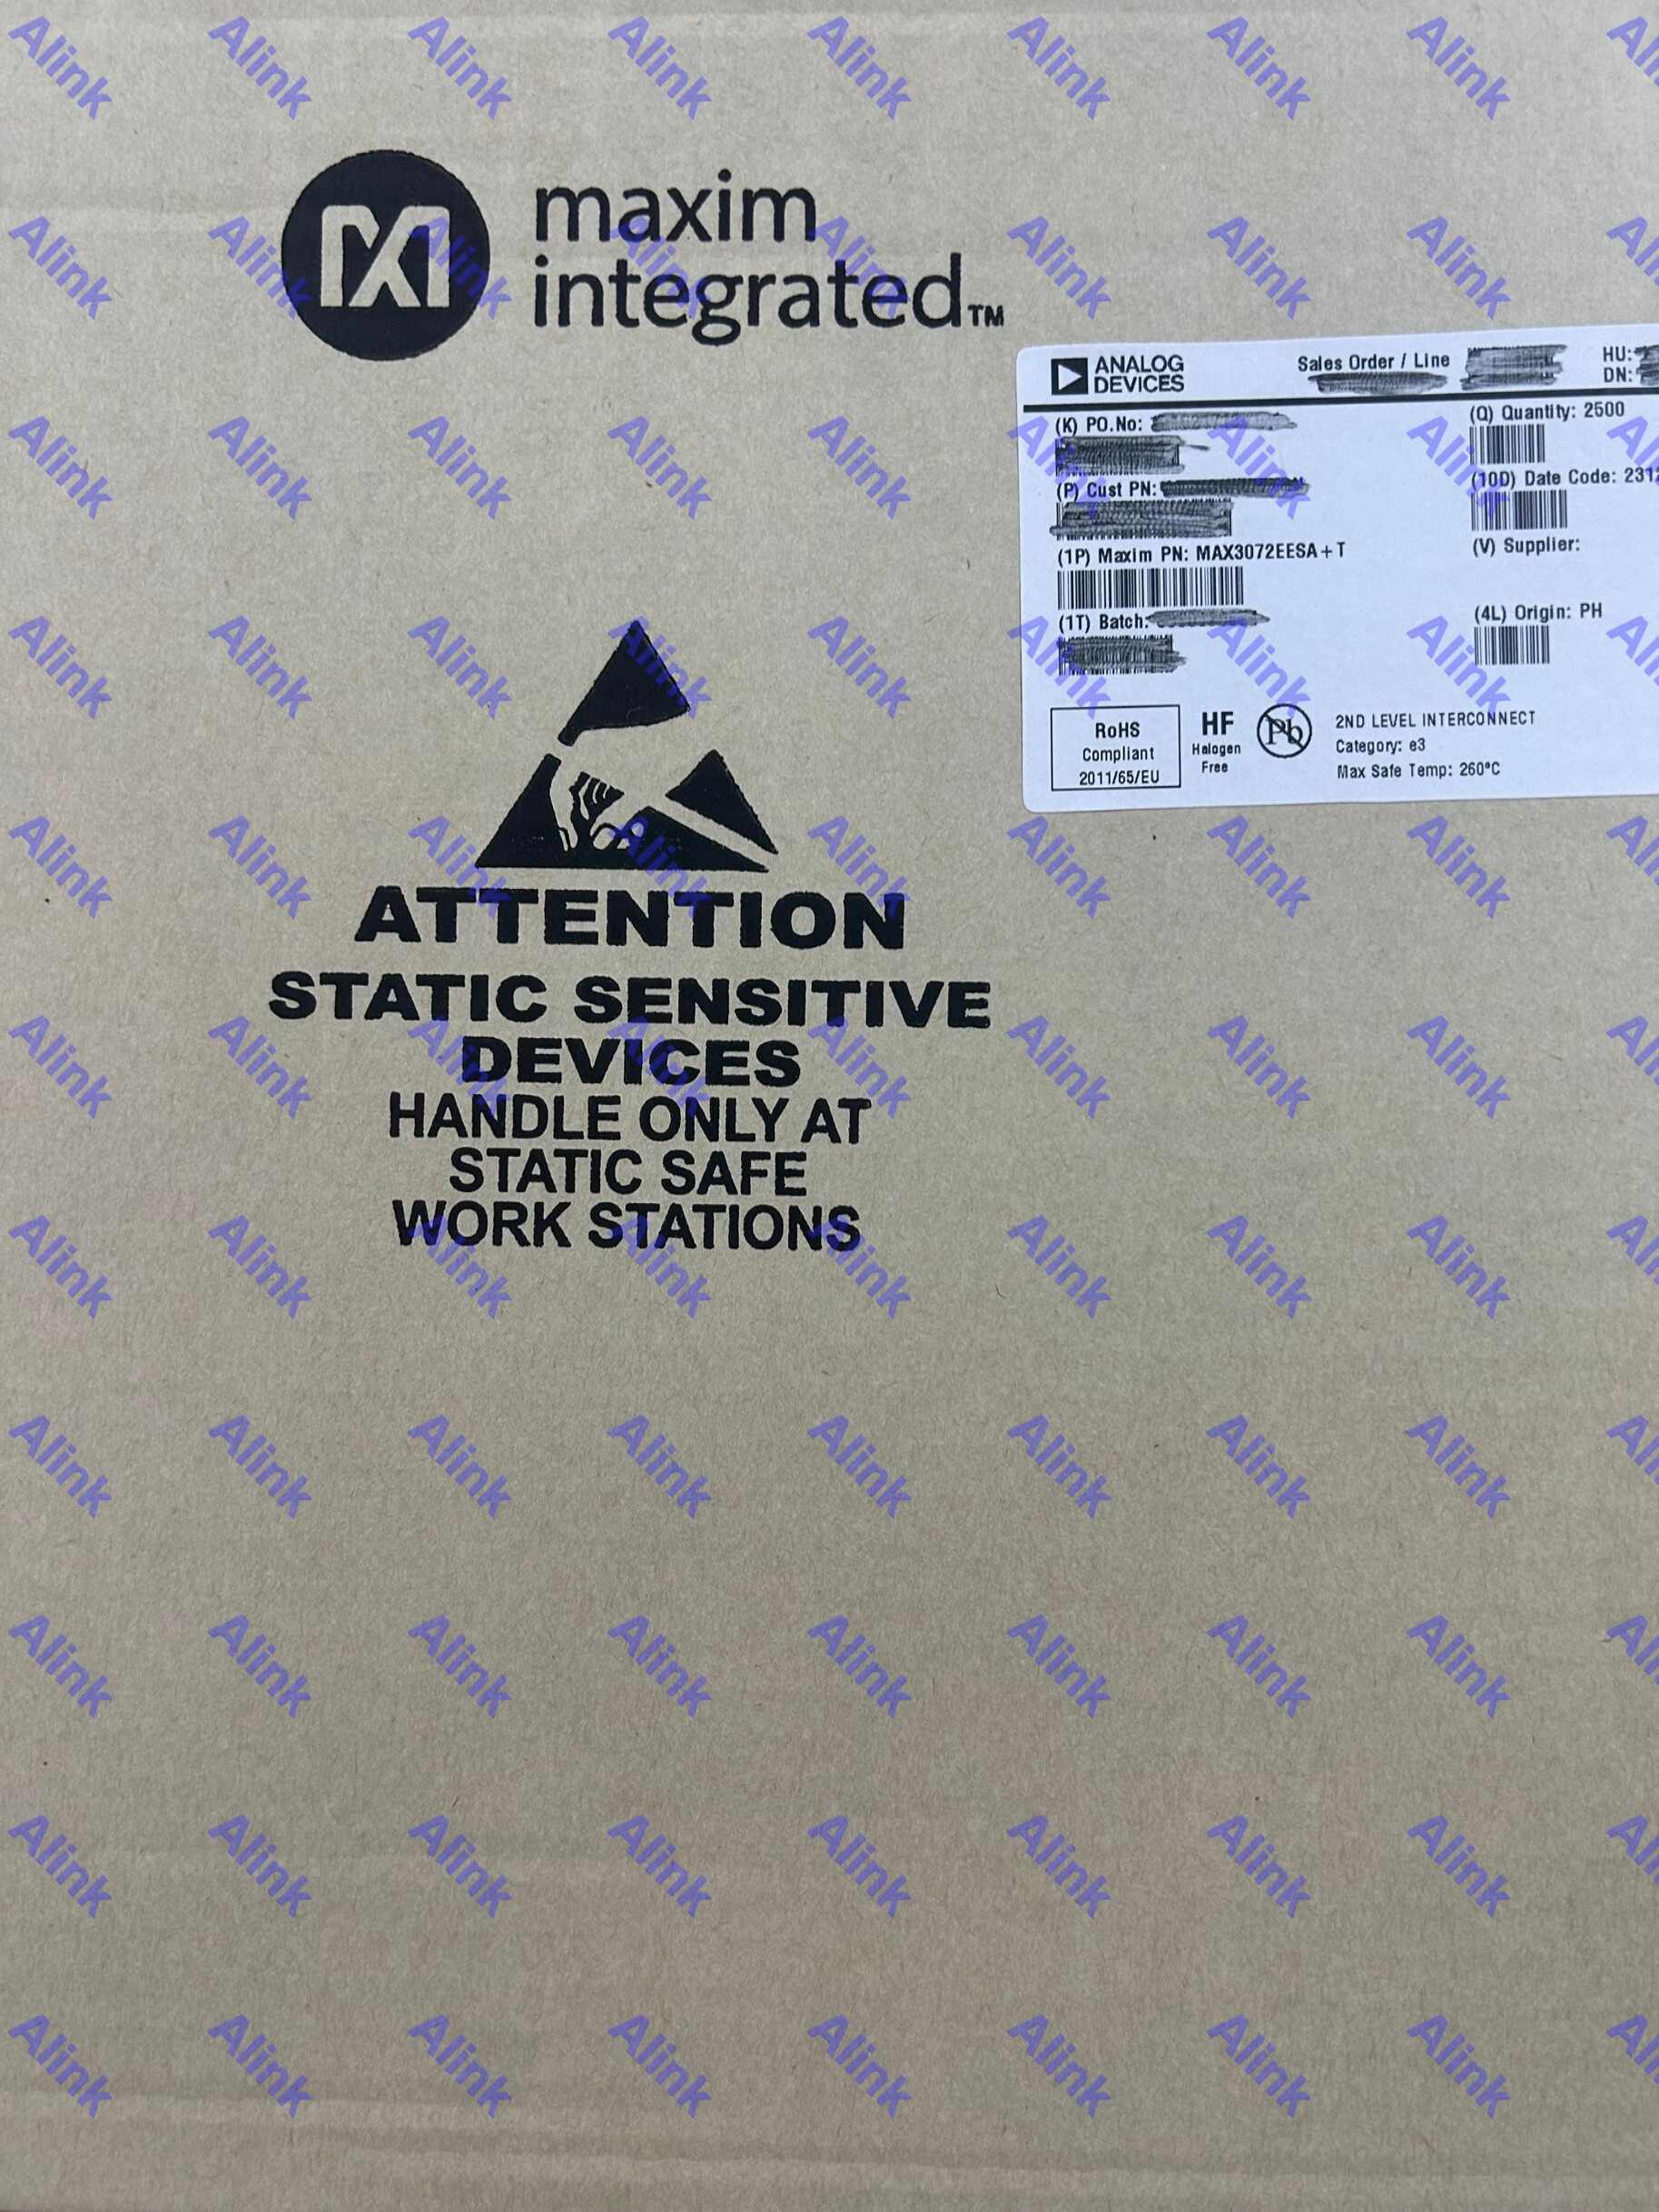 maxim
integrated™
ANALOG
DEVICES
Sales Order / Line
HU:
DN:
(K) PO.No:
(Q) Quantity: 2500
(P) Cust PN:
(10D) Date Code: 231
(1P) Maxim PN: MAX3072EESA+T
(V) Supplier:
(1T) Batch:
(4L) Origin: PH
RoHS
Compliant
2011/65/EU
HF
Halogen
Free
Pb
2ND LEVEL INTERCONNECT
Category: e3
Max Safe Temp: 260°C
ATTENTION
STATIC SENSITIVE
DEVICES
HANDLE ONLY AT
STATIC SAFE
WORK STATIONS
Alink